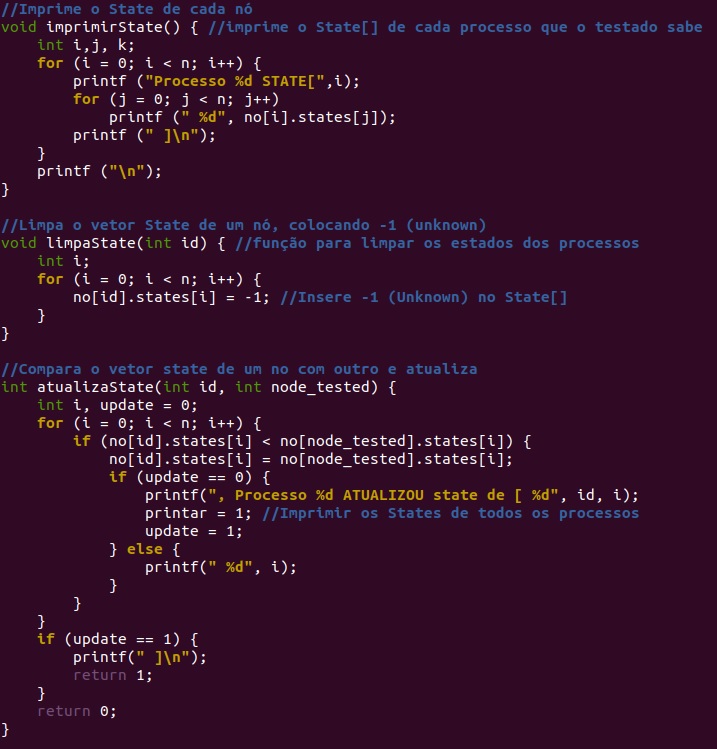 //Imprime o State de cada nó
void imprimirState() { //imprime o State[] de cada processo que o testado sabe
    int i,j, k;
    for (i = 0; i < n; i++) {
        printf ("Processo %d STATE[",i);
        for (j = 0; j < n; j++)
            printf (" %d", no[i].states[j]);
        printf (" ]\n");
    }
    printf ("\n");
}

//Limpa o vetor State de um nó, colocando -1 (unknown)
void limpaState(int id) { //função para limpar os estados dos processos
    int i;
    for (i = 0; i < n; i++) {
        no[id].states[i] = -1; //Insere -1 (Unknown) no State[]
    }
}

//Compara o vetor state de um no com outro e atualiza
int atualizaState(int id, int node_tested) {
    int i, update = 0;
    for (i = 0; i < n; i++) {
        if (no[id].states[i] < no[node_tested].states[i]) {
            no[id].states[i] = no[node_tested].states[i];
            if (update == 0) {
                printf(", Processo %d ATUALIZOU state de [ %d", id, i);
                printar = 1; //Imprimir os States de todos os processos
                update = 1;
            } else {
                printf(" %d", i);
            }
        }
    }
    if (update == 1) {
        printf(" ]\n");
        return 1;
    }
    return 0;
}